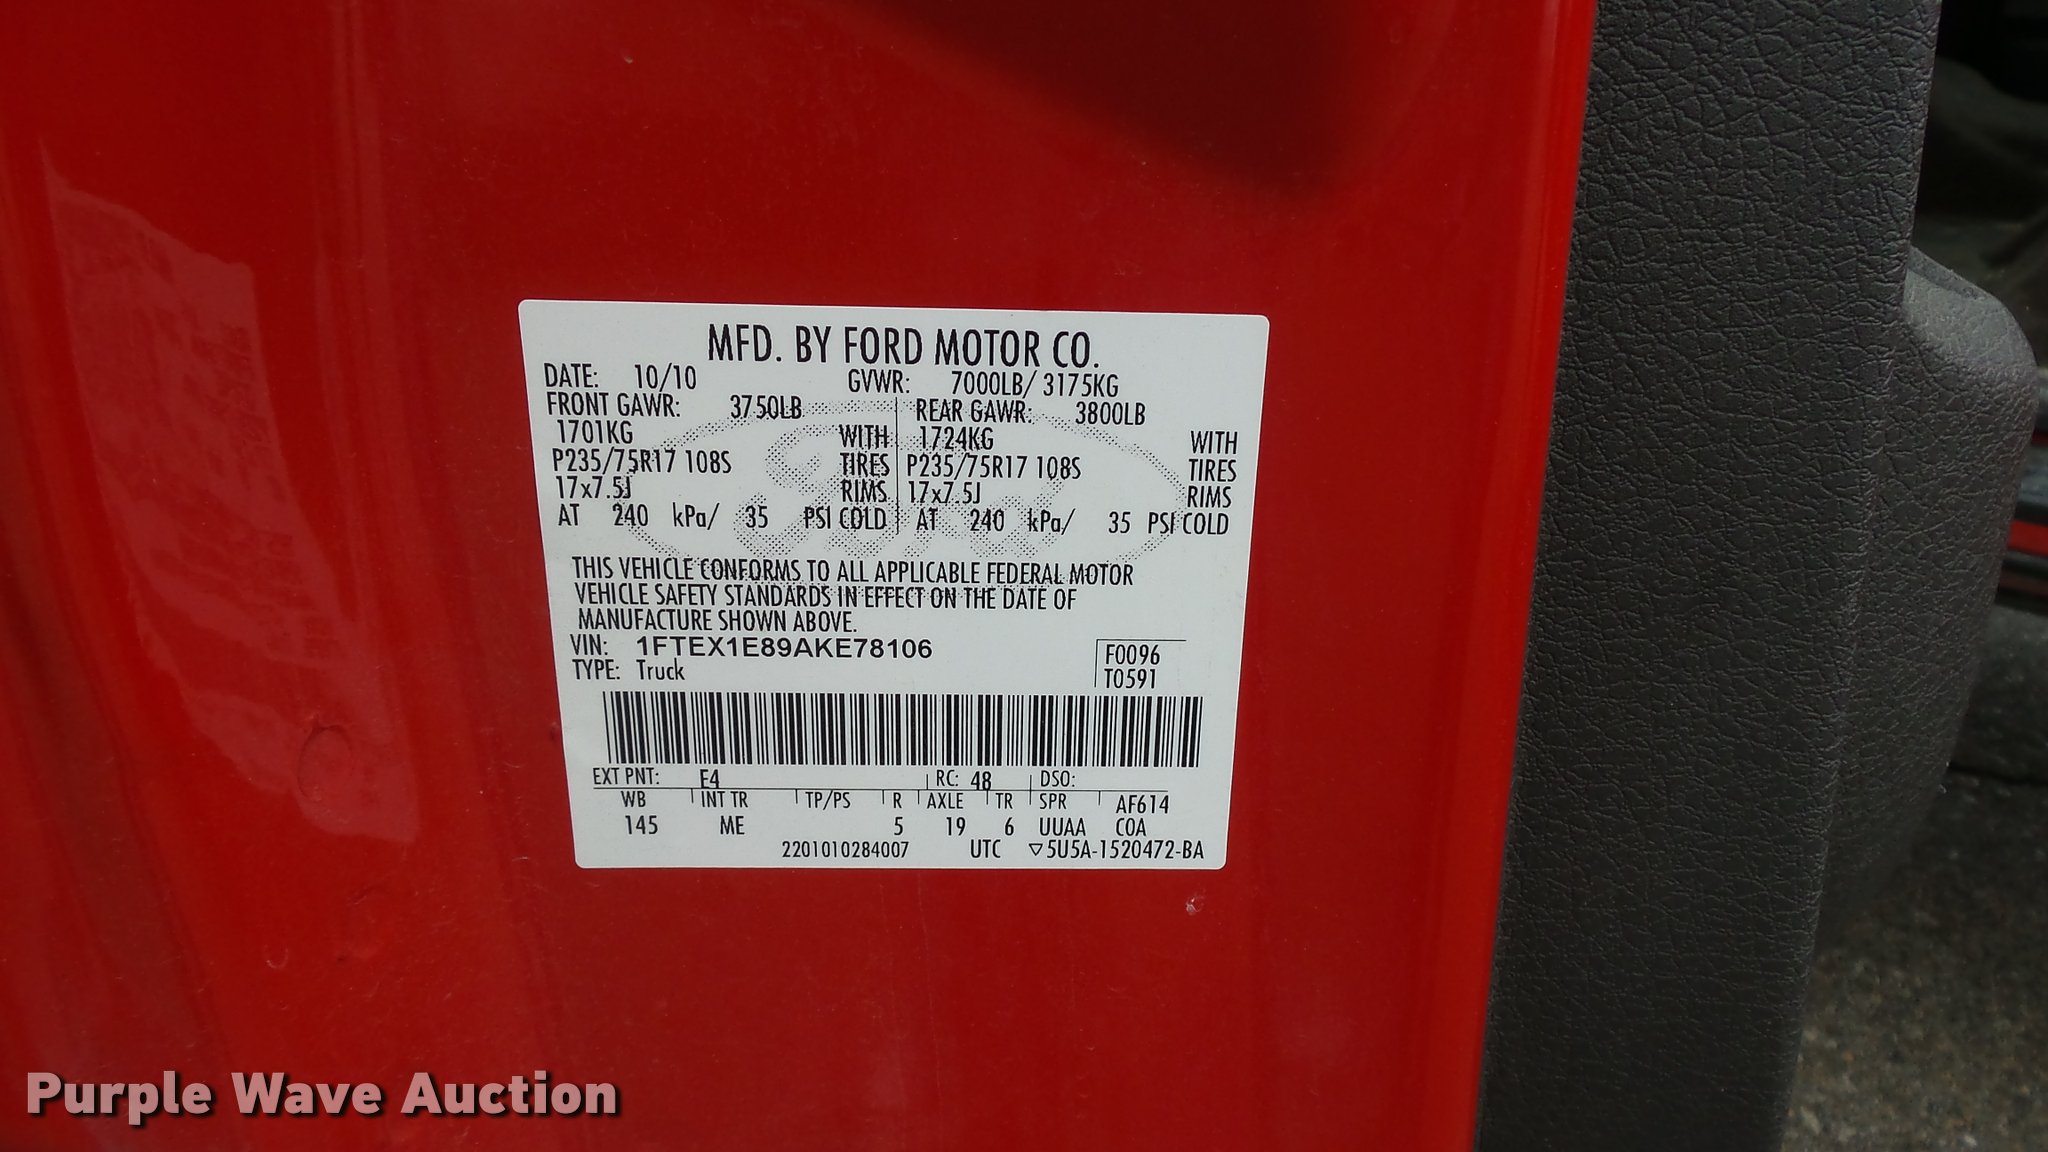 MFD. BY FORD MOTOR CO.
DATE: 10/10 GVWR: 7000LB/ 3175KG
FRONT GAWR: 3750LB REAR GAWR: 3800LB
1701KG WITH 1724KG WITH
P235/75R17 108S TIRES P235/75R17 108S TIRES
17x7.5J RIMS 17x7.5J RIMS
AT 240 kPa/ 35 PSI COLD AT 240 kPa/ 35 PSI COLD
Ford
THIS VEHICLE CONFORMS TO ALL APPLICABLE FEDERAL MOTOR
VEHICLE SAFETY STANDARDS IN EFFECT ON THE DATE OF
MANUFACTURE SHOWN ABOVE.
VIN: 1FTEX1E89AKE78106 F0096
TYPE: Truck T0591
EXT PNT: E4 RC: 48 DSO:
WB INT TR TP/PS R AXLE TR SPR AF614
145 ME 5 19 6 UUAA COA
2201010284007 UTC ▽5U5A-1520472-BA
Purple Wave Auction